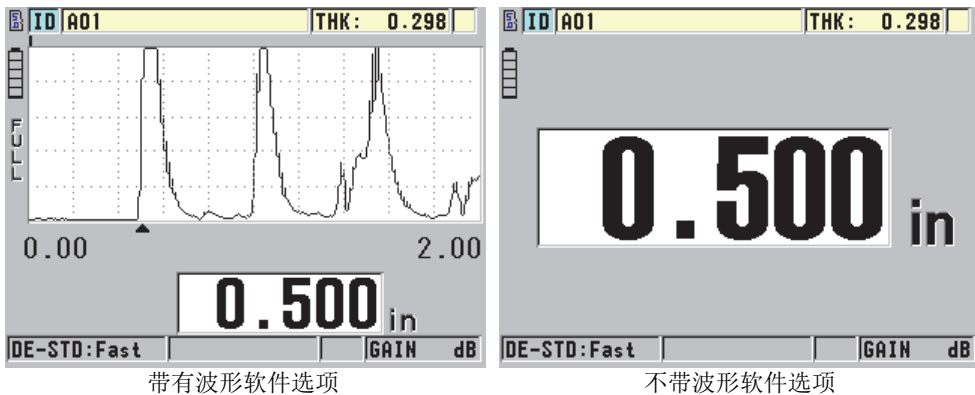 ID A01 THK: 0.298
FULL
0.00 2.00
0.500 in
DE-STD:Fast GAIN dB
带有波形软件选项
ID A01 THK: 0.298
0.500 in
DE-STD:Fast GAIN dB
不带波形软件选项